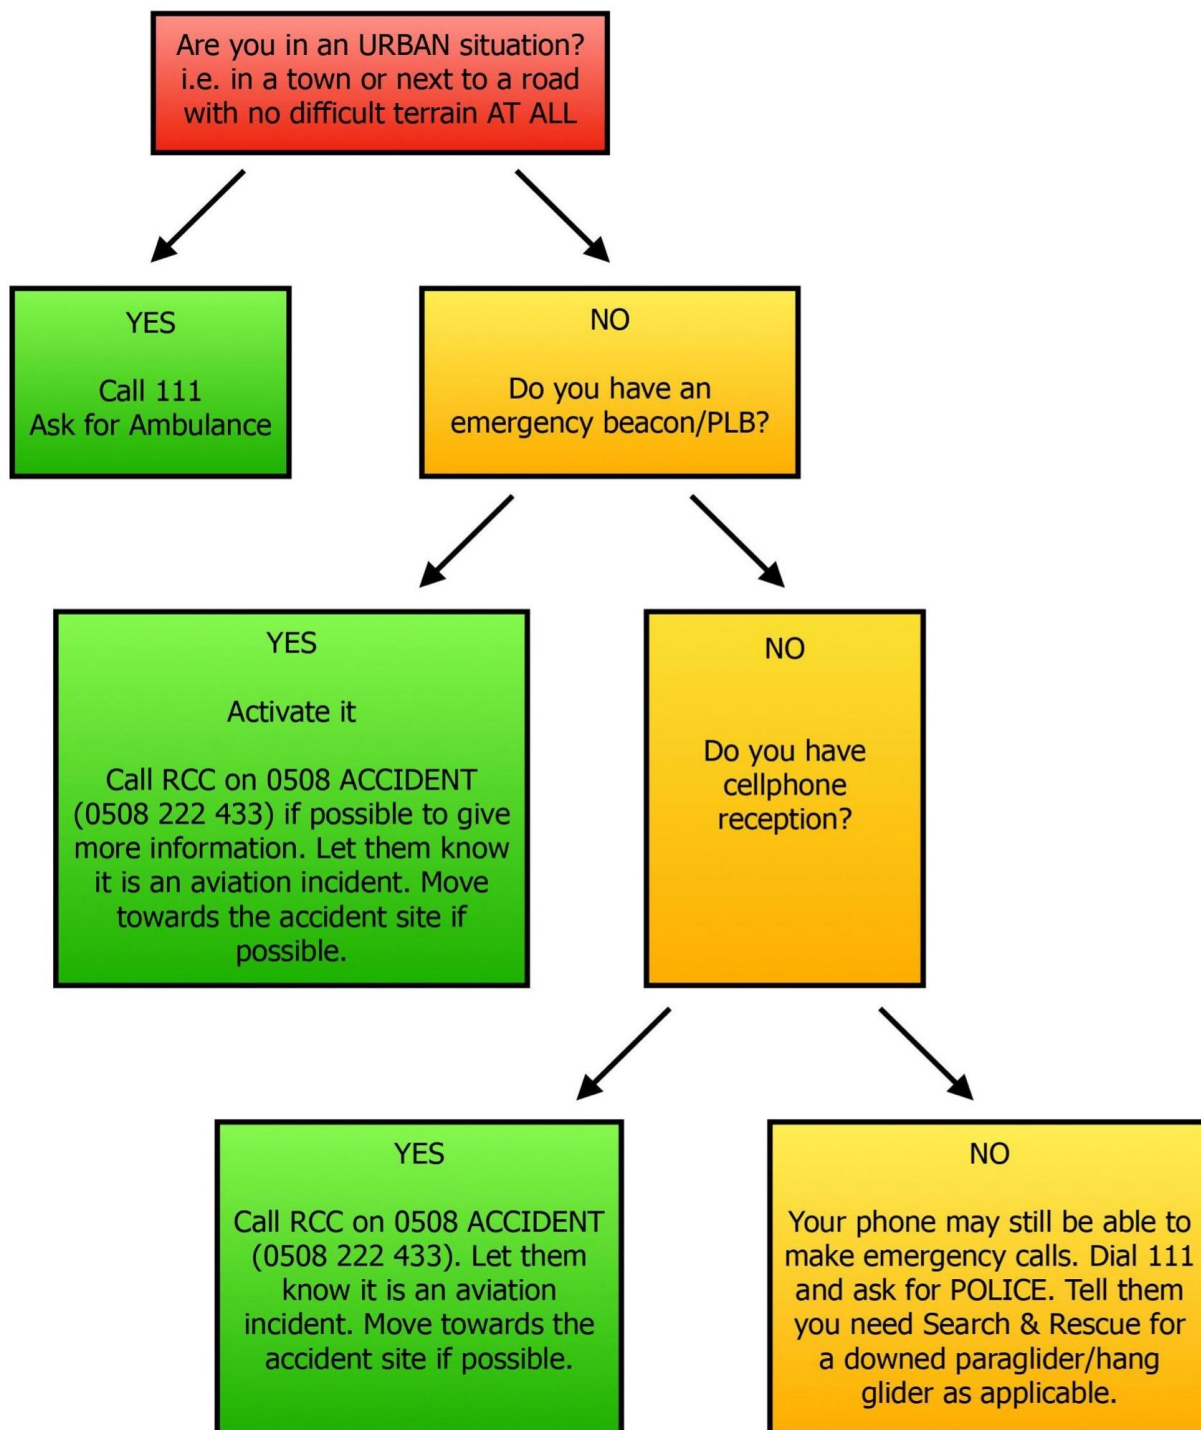 Are you in an URBAN situation?
i.e. in a town or next to a road
with no difficult terrain AT ALL
YES
Call 111
Ask for Ambulance
NO
Do you have an
emergency beacon/PLB?
YES
Activate it
Call RCC on 0508 ACCIDENT
(0508 222 433) if possible to give
more information. Let them know
it is an aviation incident. Move
towards the accident site if
possible.
NO
Do you have
cellphone
reception?
YES
Call RCC on 0508 ACCIDENT
(0508 222 433). Let them
know it is an aviation
incident. Move towards the
accident site if possible.
NO
Your phone may still be able to
make emergency calls. Dial 111
and ask for POLICE. Tell them
you need Search & Rescue for
a downed paraglider/hang
glider as applicable.